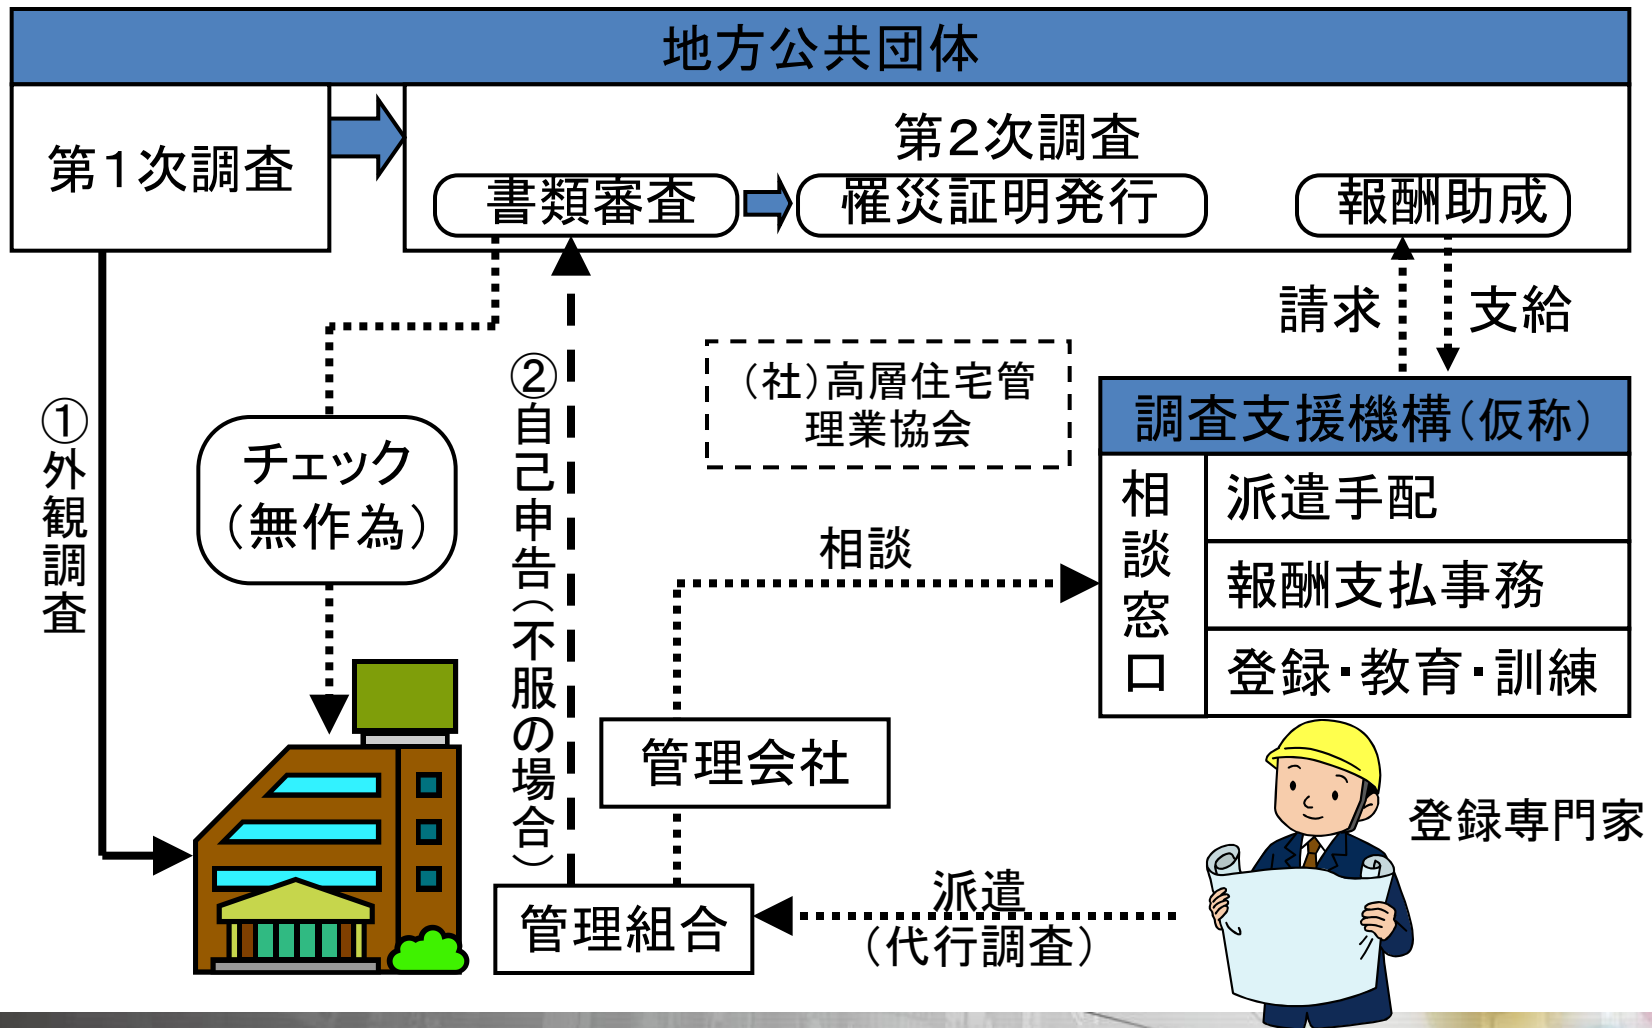 地方公共団体
第１次調査
第２次調査
書類審査
罹災証明発行
報酬助成
請求
支給
①外観調査
チェック
（無作為）
②自己申告（不服の場合）
（社）高層住宅管
理業協会
調査支援機構（仮称）
相談窓口
派遣手配
報酬支払事務
登録・教育・訓練
相談
管理会社
管理組合
派遣
（代行調査）
登録専門家